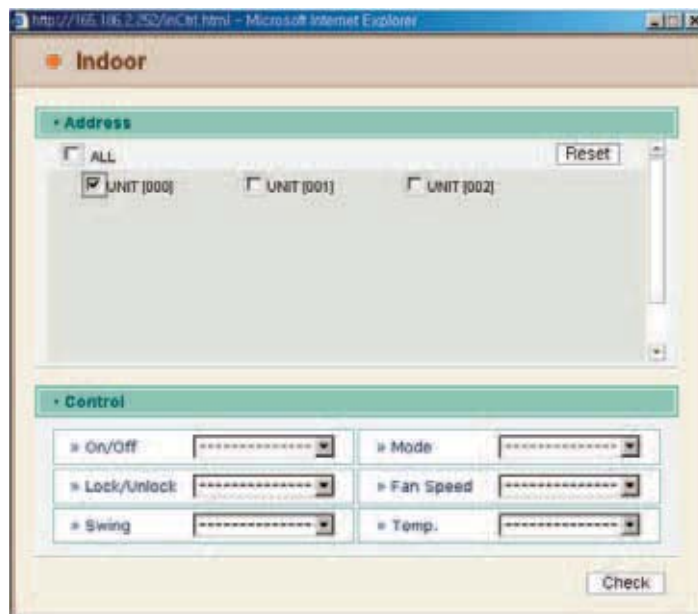 http://165.186.2.252/inCtrl.html - Microsoft Internet Explorer
Indoor
• Address
ALL
Reset
UNIT [000] UNIT [001] UNIT [002]
• Control
» On/Off -------------- » Mode --------------
» Lock/Unlock -------------- » Fan Speed --------------
» Swing -------------- » Temp. --------------
Check